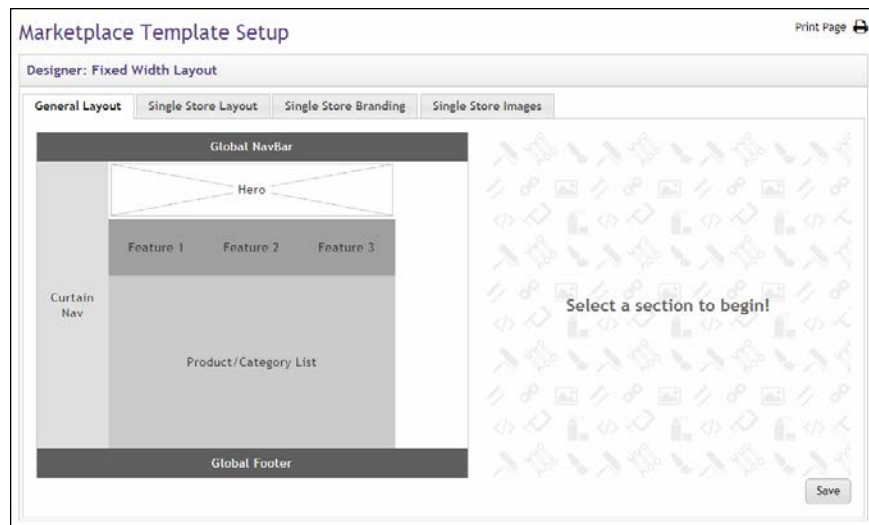 Marketplace Template Setup
Print Page
Designer: Fixed Width Layout
General Layout
Single Store Layout
Single Store Branding
Single Store Images
Global NavBar
Hero
Feature 1
Feature 2
Feature 3
Curtain
Nav
Product/Category List
Global Footer
Select a section to begin!
Save